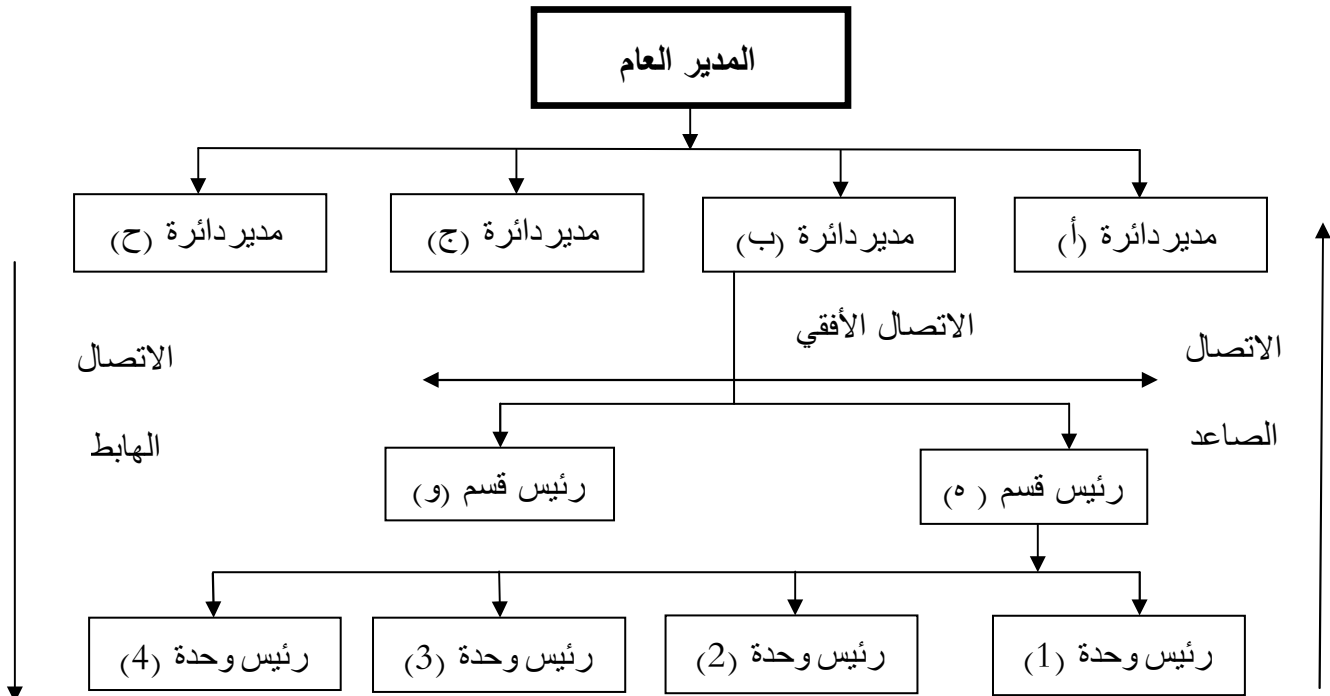 المدير العام
مدير دائرة (أ)
مدير دائرة (ب)
مدير دائرة (ج)
مدير دائرة (ح)
الاتصال الأفقي
الاتصال
الصاعد
الاتصال
الهابط
رئيس قسم ( ه)
رئيس قسم (و)
رئيس وحدة (1)
رئيس وحدة (2)
رئيس وحدة (3)
رئيس وحدة (4)